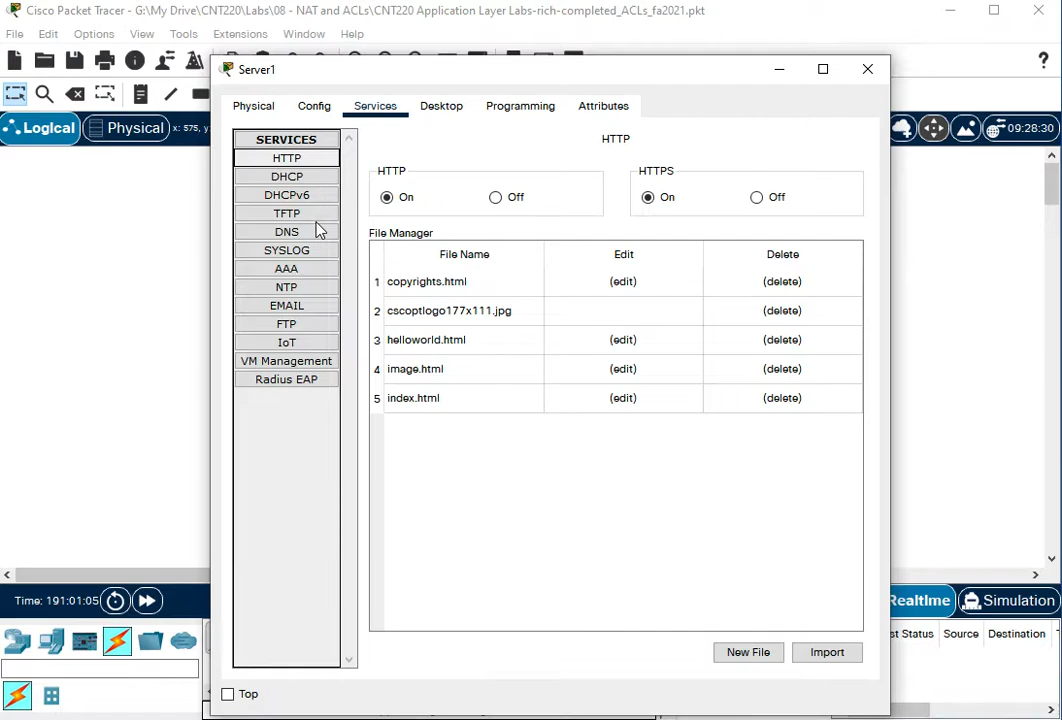 Cisco Packet Tracer - G:\My Drive\CNT220\Labs\08 - NAT and ACLs\CNT220 Application Layer Labs-rich-completed_ACLs_fa2021.pkt
File Edit Options View Tools Extensions Window Help
Server1
Logical Physical x: 575, y:
09:28:30
Physical Config Services Desktop Programming Attributes
SERVICES
HTTP
DHCP
DHCPv6
TFTP
DNS
SYSLOG
AAA
NTP
EMAIL
FTP
IoT
VM Management
Radius EAP
HTTP
HTTP
On Off
HTTPS
On Off
File Manager
File Name Edit Delete
1 copyrights.html (edit) (delete)
2 cscoptlogo177x111.jpg (delete)
3 helloworld.html (edit) (delete)
4 image.html (edit) (delete)
5 index.html (edit) (delete)
New File Import
Top
Time: 191:01:05
Realtime Simulation
st Status Source Destination